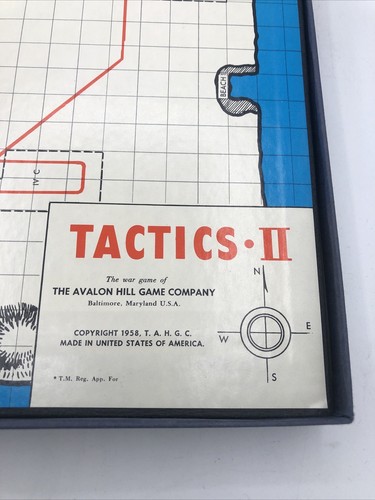 BEACH
IV-C
TACTICS · II
The war game of
THE AVALON HILL GAME COMPANY
Baltimore, Maryland U.S.A.
COPYRIGHT 1958, T. A. H. G. C.
MADE IN UNITED STATES OF AMERICA.
* T.M. Reg. App. For
N
W E
S